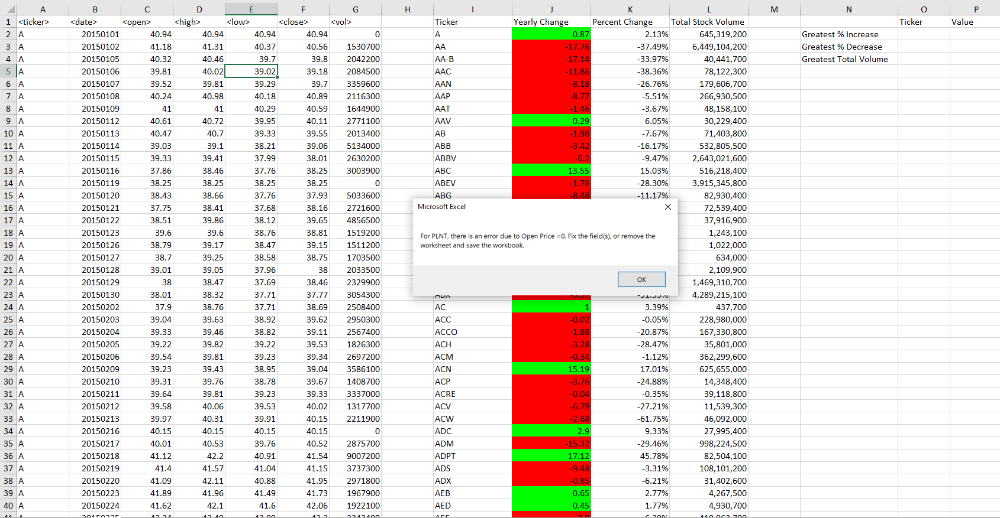 A B C D E F G H I J K L M N O P
1 <ticker> <date> <open> <high> <low> <close> <vol> Ticker Yearly Change Percent Change Total Stock Volume Ticker Value
2 A 20150101 40.94 40.94 40.94 40.94 0 A 0.87 2.13% 645,319,200 Greatest % Increase
3 A 20150102 41.18 41.31 40.37 40.56 1530700 AA -17.76 -37.49% 6,449,104,200 Greatest % Decrease
4 A 20150105 40.32 40.46 39.7 39.8 2042200 AA-B -17.14 -33.97% 40,441,700 Greatest Total Volume
5 A 20150106 39.81 40.02 39.02 39.18 2084500 AAC -11.86 -38.36% 78,122,300
6 A 20150107 39.52 39.81 39.29 39.7 3359600 AAN -8.18 -26.76% 179,606,700
7 A 20150108 40.24 40.98 40.18 40.89 2116300 AAP -8.77 -5.51% 266,930,500
8 A 20150109 41 41 40.29 40.59 1644900 AAT -1.46 -3.67% 48,158,100
9 A 20150112 40.61 40.72 39.95 40.11 2771100 AAV 0.29 6.05% 30,229,400
10 A 20150113 40.47 40.7 39.33 39.55 2013400 AB -1.98 -7.67% 71,403,800
11 A 20150114 39.03 39.1 38.21 39.06 5134000 ABB -3.42 -16.17% 532,805,500
12 A 20150115 39.33 39.41 37.99 38.01 2630200 ABBV -6.2 -9.47% 2,643,021,600
13 A 20150116 37.86 38.46 37.76 38.25 3003900 ABC 13.55 15.03% 516,218,400
14 A 20150119 38.25 38.25 38.25 38.25 0 ABEV -1.76 -28.30% 3,915,345,800
15 A 20150120 38.43 38.66 37.76 37.93 5033600 ABG -8.48 -11.17% 82,930,400
16 A 20150121 37.75 38.41 37.68 38.16 2721600 72,539,400
17 A 20150122 38.51 39.86 38.12 39.65 4856500 37,916,900
18 A 20150123 39.6 39.6 38.76 38.81 1519200 1,243,100
19 A 20150126 38.79 39.17 38.47 39.15 1511200 1,022,000
20 A 20150127 38.7 39.25 38.58 38.75 1703500 634,000
21 A 20150128 39.01 39.05 37.96 38 2033500 2,109,900
22 A 20150129 38 38.47 37.69 38.46 2329900 1,469,310,700
23 A 20150130 38.01 38.32 37.71 37.77 3054300 4,289,215,100
Microsoft Excel
For PLNT, there is an error due to Open Price =0. Fix the field(s), or remove the
worksheet and save the workbook.
OK
24 A 20150202 37.9 38.76 37.71 38.69 2508400 AC 1 3.39% 437,700
25 A 20150203 39.04 39.63 38.92 39.62 2950300 ACC -0.02 -0.05% 228,980,000
26 A 20150204 39.33 39.46 38.82 39.11 2567400 ACCO -1.88 -20.87% 167,330,800
27 A 20150205 39.22 39.82 39.22 39.53 1826300 ACH -3.28 -28.47% 35,801,000
28 A 20150206 39.54 39.81 39.23 39.34 2697200 ACM -0.34 -1.12% 362,299,600
29 A 20150209 39.23 39.43 38.95 39.04 3586100 ACN 15.19 17.01% 625,655,000
30 A 20150210 39.31 39.76 38.78 39.67 1408700 ACP -3.76 -24.88% 14,348,400
31 A 20150211 39.64 39.81 39.23 39.33 3337000 ACRE -0.04 -0.35% 39,118,800
32 A 20150212 39.58 40.06 39.53 40.02 1317700 ACV -6.79 -27.21% 11,539,300
33 A 20150213 39.97 40.31 39.91 40.15 2211900 ACW -2.68 -61.75% 46,092,000
34 A 20150216 40.15 40.15 40.15 40.15 0 ADC 2.9 9.33% 27,995,400
35 A 20150217 40.01 40.53 39.76 40.52 2875700 ADM -15.32 -29.46% 998,224,500
36 A 20150218 41.12 42.2 40.91 41.54 9007200 ADPT 17.12 45.78% 82,504,100
37 A 20150219 41.4 41.57 41.04 41.15 3737300 ADS -9.48 -3.31% 108,101,200
38 A 20150220 41.09 42.11 40.88 41.95 2971800 ADX -0.85 -6.21% 31,402,600
39 A 20150223 41.89 41.96 41.49 41.73 1967900 AEB 0.65 2.77% 4,267,500
40 A 20150224 41.62 42.1 41.6 42.06 1922100 AED 0.45 1.77% 4,930,700